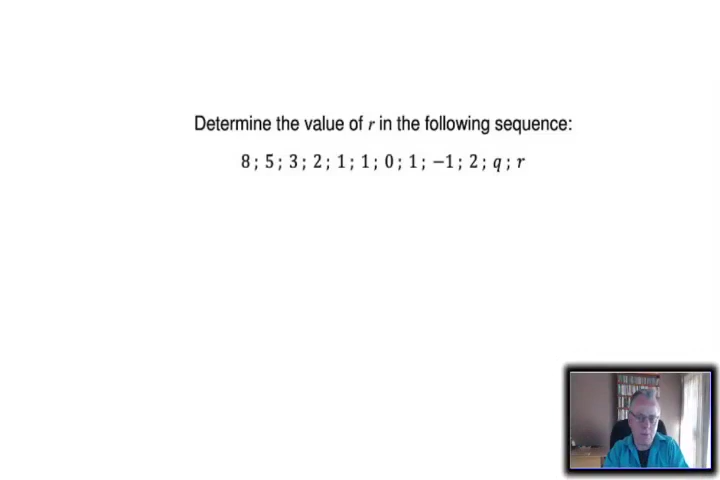 Determine the value of r in the following sequence:
8 ; 5 ; 3 ; 2 ; 1 ; 1 ; 0 ; 1 ; −1 ; 2 ; q ; r